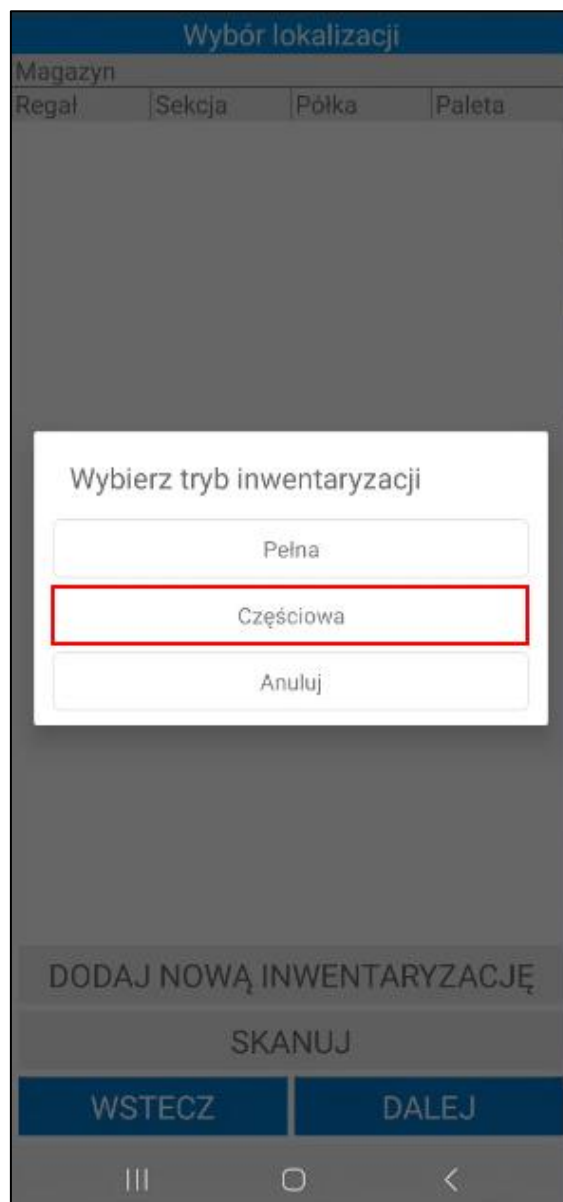 Wybór lokalizacji
Magazyn
Regał Sekcja Półka Paleta
Wybierz tryb inwentaryzacji
Pełna
Częściowa
Anuluj
DODAJ NOWĄ INWENTARYZACJĘ
SKANUJ
WSTECZ DALEJ